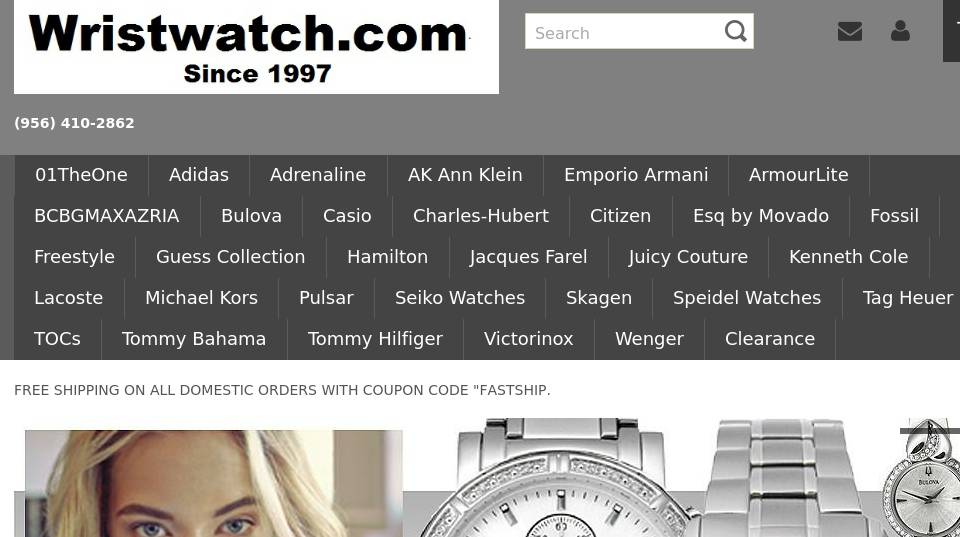 Wristwatch.com
Since 1997
Search
(956) 410-2862
01TheOne Adidas Adrenaline AK Ann Klein Emporio Armani ArmourLite
BCBGMAXAZRIA Bulova Casio Charles-Hubert Citizen Esq by Movado Fossil
Freestyle Guess Collection Hamilton Jacques Farel Juicy Couture Kenneth Cole
Lacoste Michael Kors Pulsar Seiko Watches Skagen Speidel Watches Tag Heuer
TOCs Tommy Bahama Tommy Hilfiger Victorinox Wenger Clearance
FREE SHIPPING ON ALL DOMESTIC ORDERS WITH COUPON CODE "FASTSHIP.
BULOVA